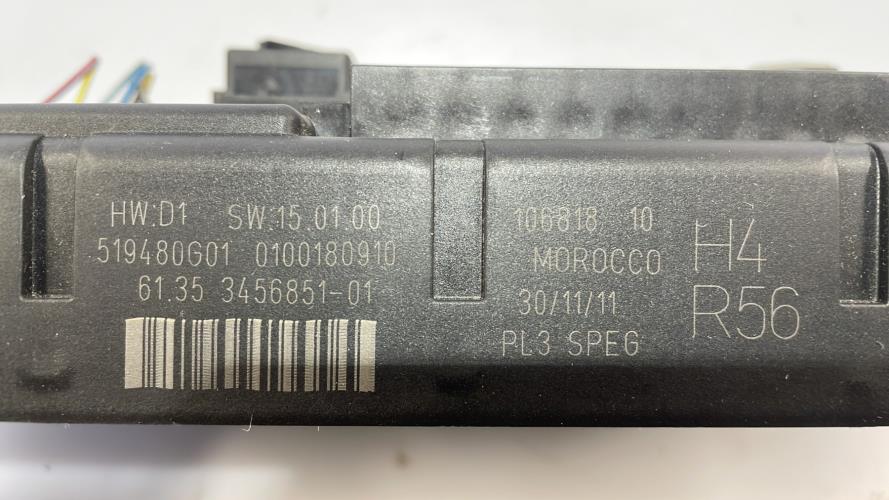 HW:D1 SW:15.01.00
519480G01 0100180910
61.35 3456851-01
106818 10
MOROCCO
30/11/11
PL3 SPEG
H4
R56